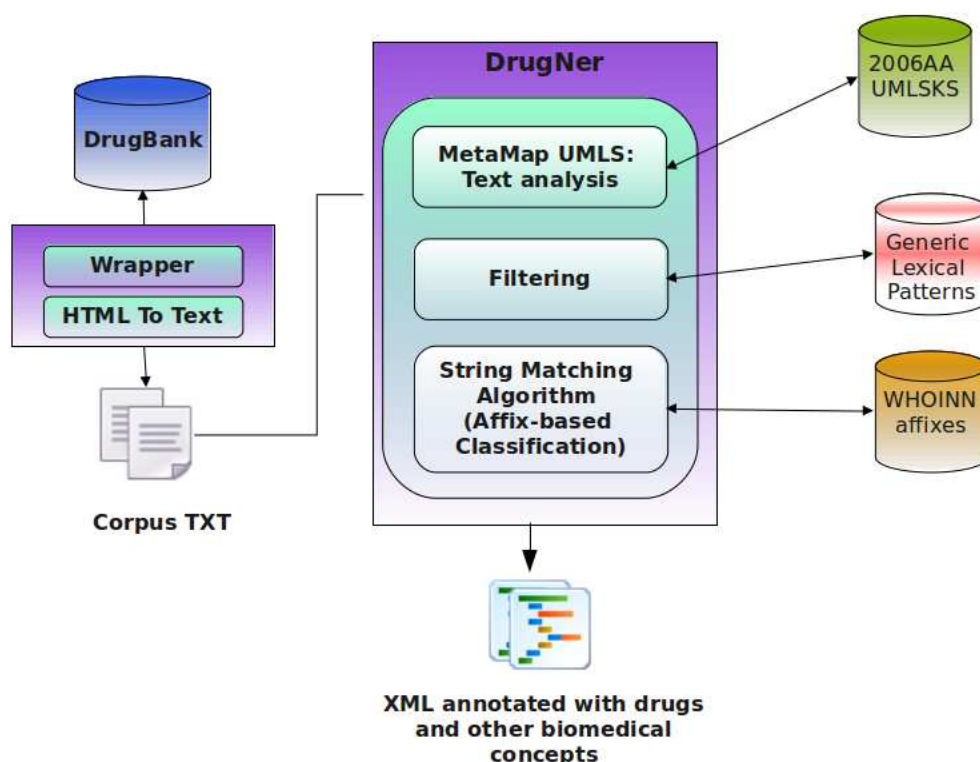 DrugBank
Wrapper
HTML To Text
Corpus TXT
DrugNer
MetaMap UMLS:
Text analysis
Filtering
String Matching
Algorithm
(Affix-based
Classification)
2006AA
UMLSKS
Generic
Lexical
Patterns
WHOINN
affixes
XML annotated with drugs
and other biomedical
concepts